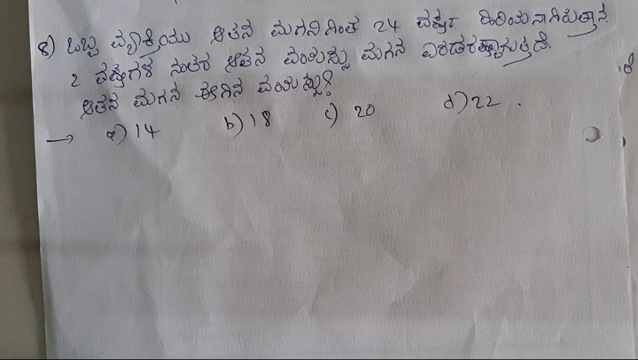 8) ಒಬ್ಬ ವ್ಯಾಕ್ತಿಯು ಆತನ ಮಗನಿಗಿಂತ 24 ವರ್ಷ ಹಿರಿಯನಾಗಿರುತ್ತಾನೆ.
2 ವರ್ಷಗಳ ನಂತರ ಆತನ ವಯಸ್ಸು ಮಗನ ಎರಡರಷ್ಟಾಗುತ್ತದೆ.
ಆತನ ಮಗನ ಈಗಿನ ವಯಸ್ಸು?
→ a) 14 b) 18 c) 20 d) 22 .